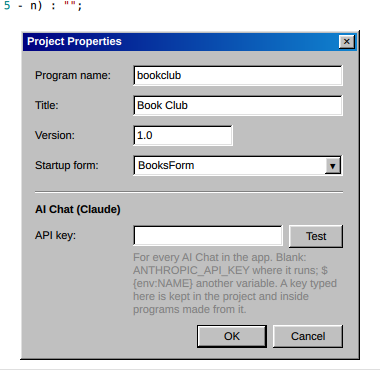 5 - n) : "";
Project Properties
Program name: bookclub
Title: Book Club
Version: 1.0
Startup form: BooksForm
AI Chat (Claude)
API key: Test
For every AI Chat in the app. Blank:
ANTHROPIC_API_KEY where it runs; $
{env:NAME} another variable. A key typed
here is kept in the project and inside
programs made from it.
OK Cancel